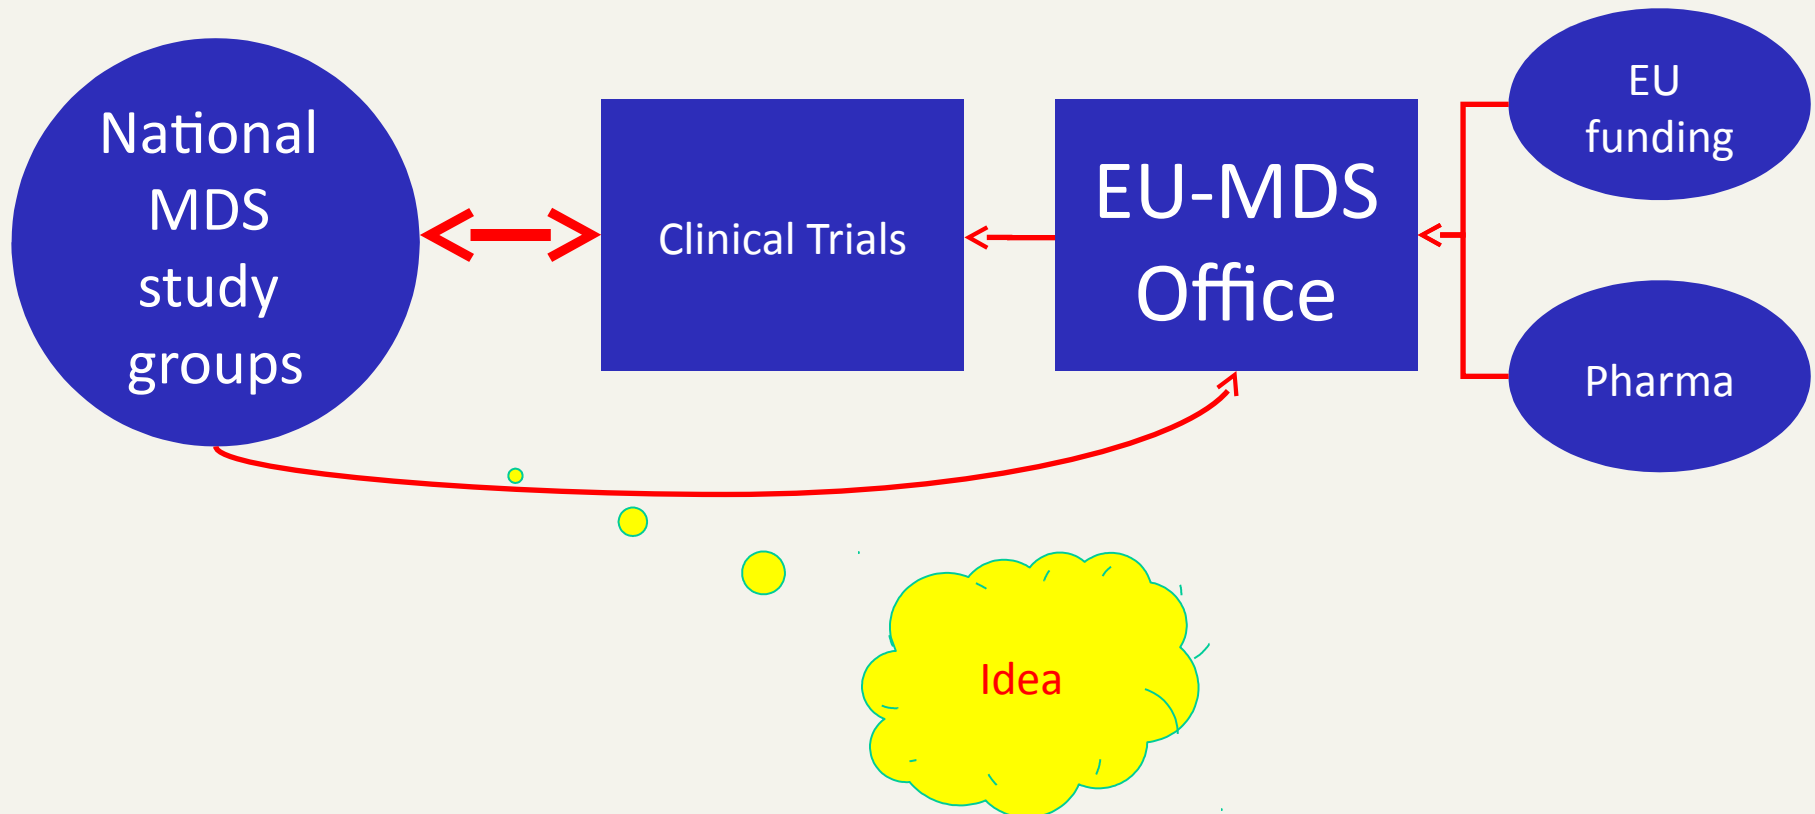 National
MDS
study
groups
Clinical Trials
EU-MDS
Office
EU
funding
Pharma
Idea